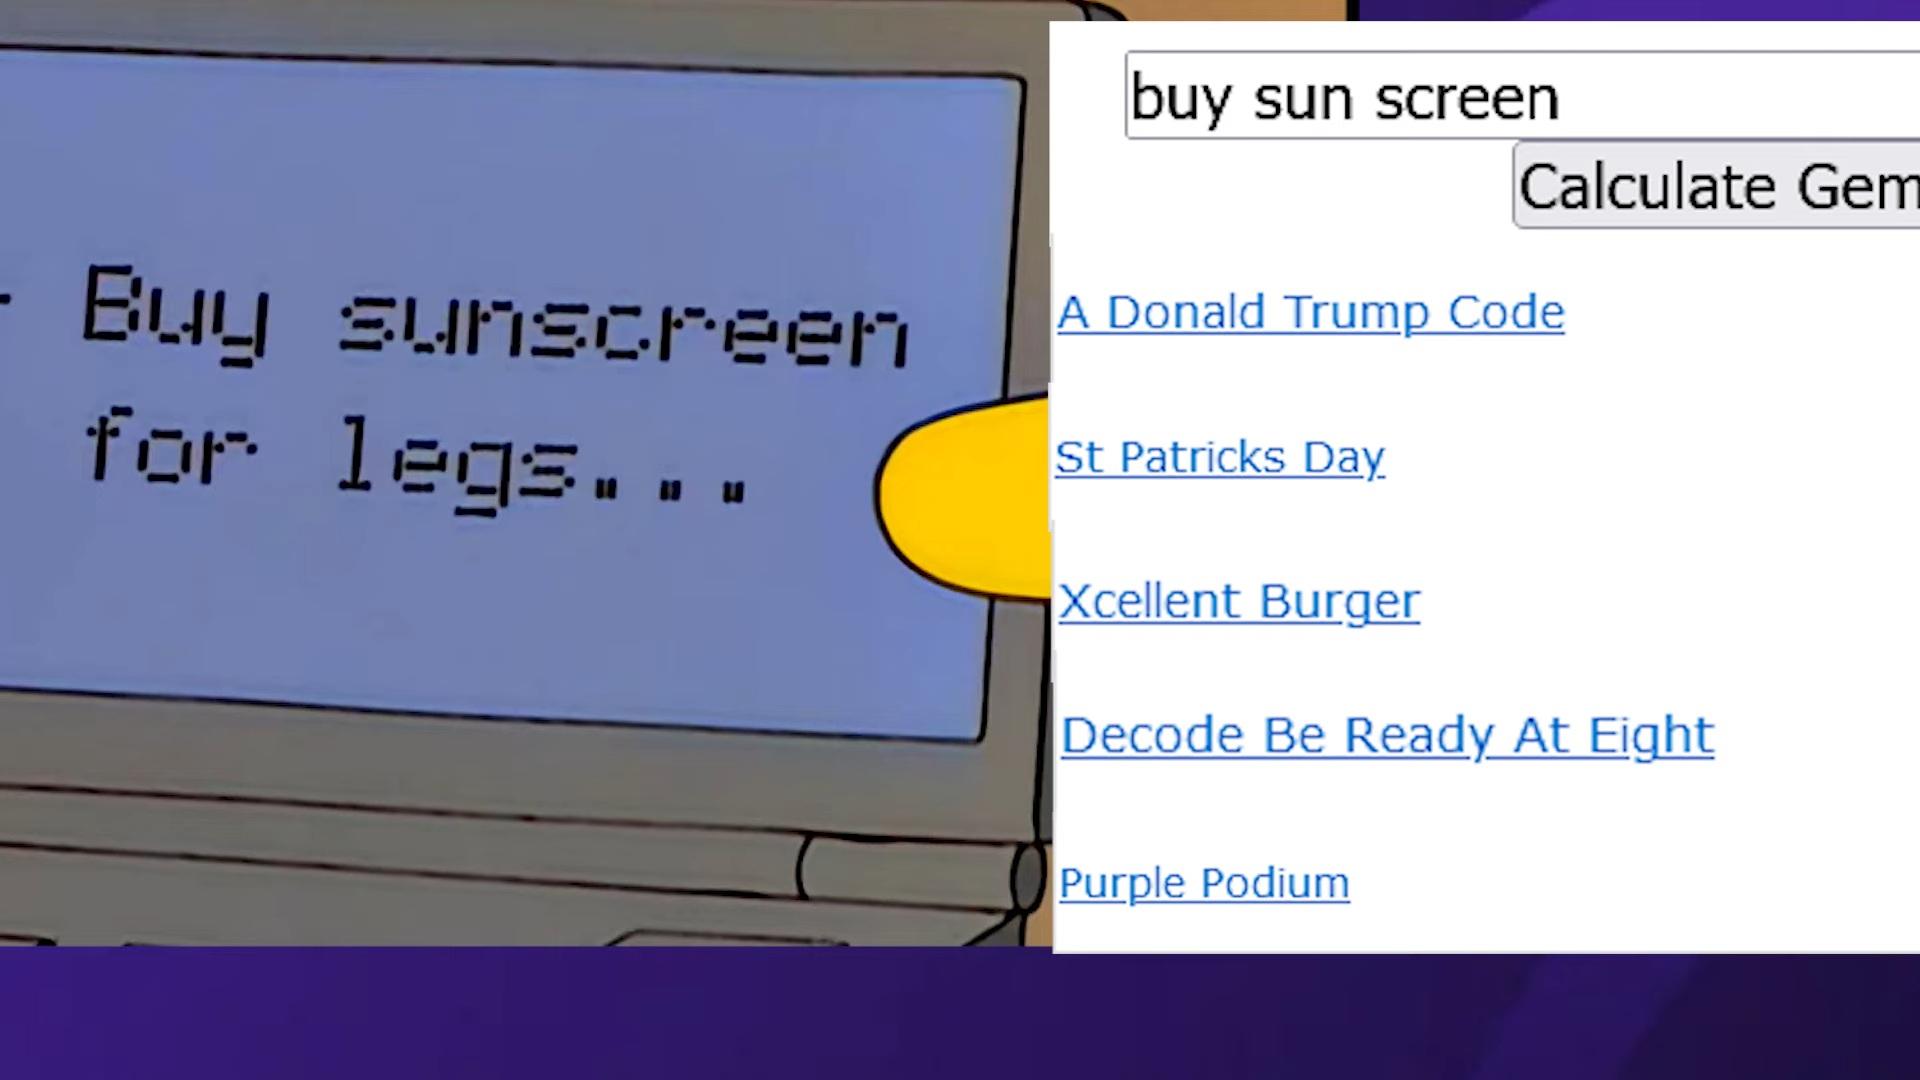 Buy sunscreen
for legs...
buy sun screen
Calculate Gem
A Donald Trump Code
St Patricks Day
Xcellent Burger
Decode Be Ready At Eight
Purple Podium